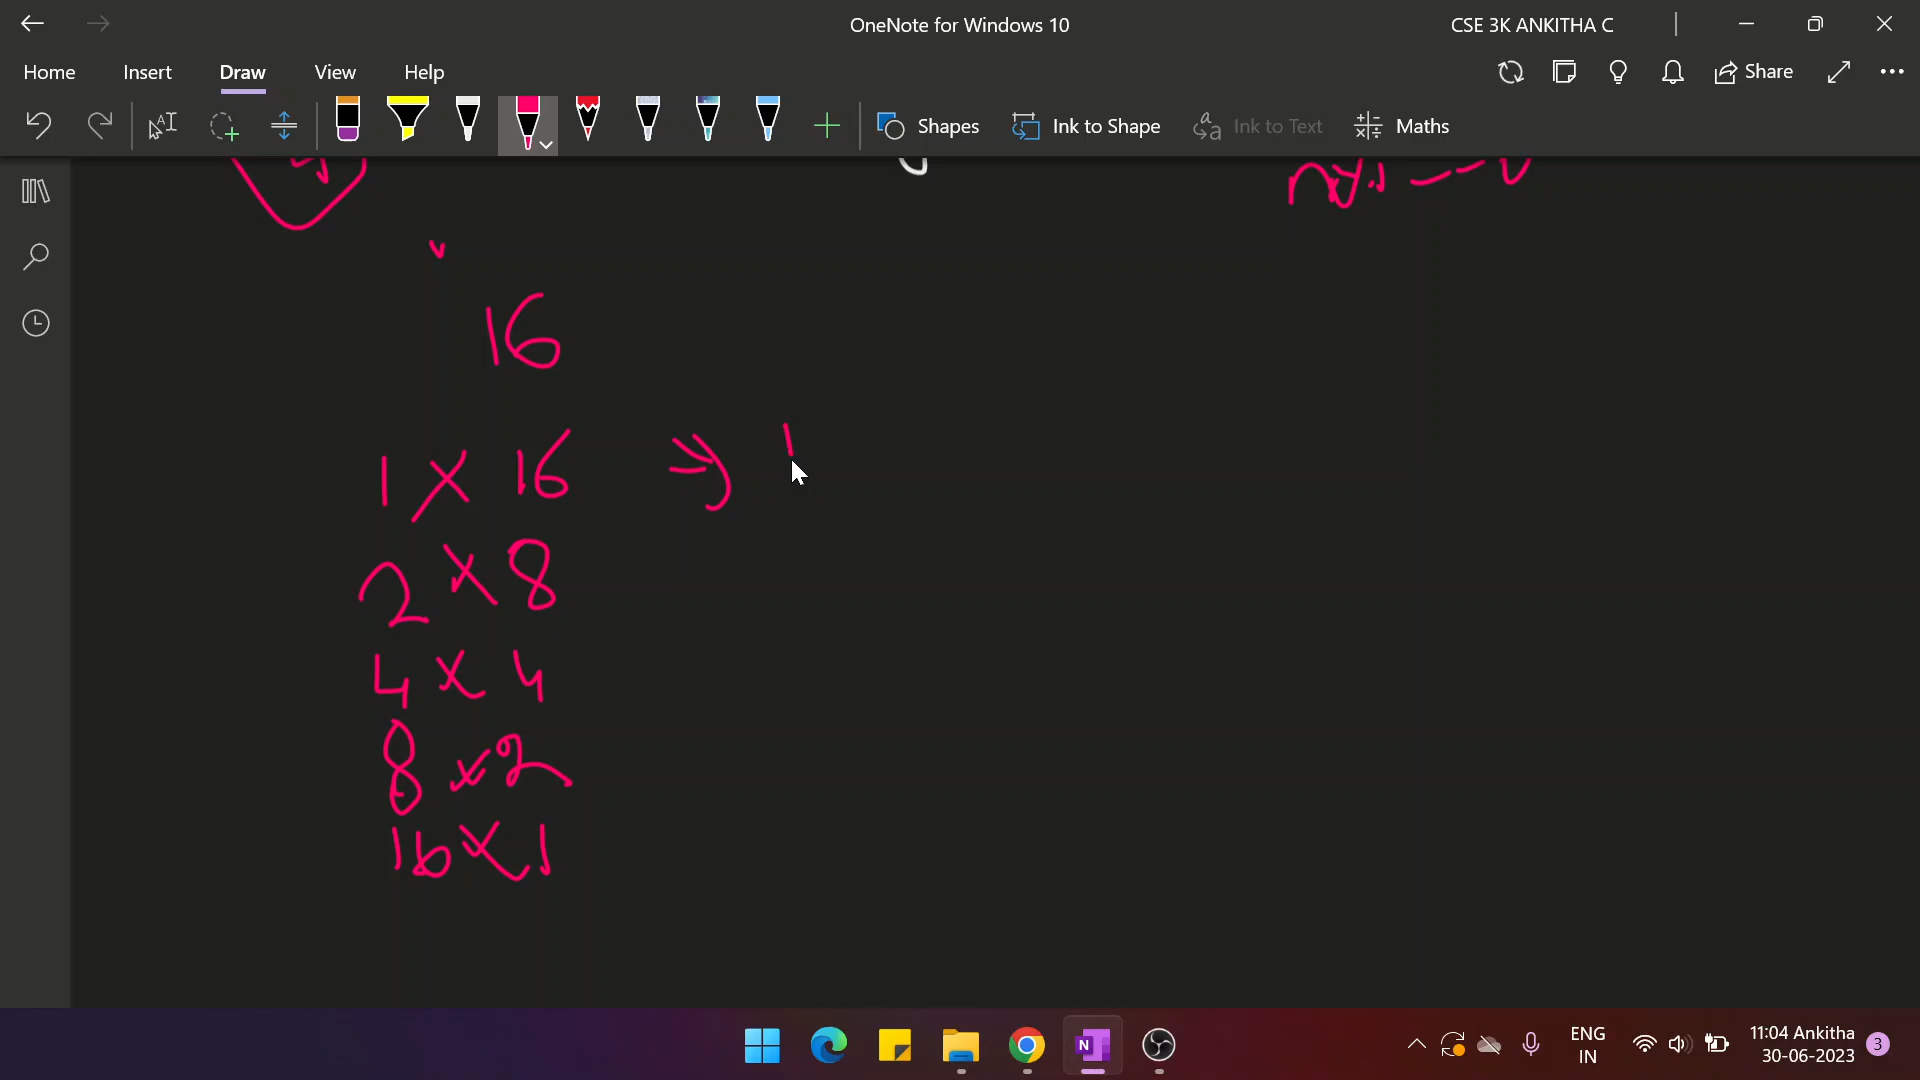 OneNote for Windows 10
CSE 3K ANKITHA C
Home Insert Draw View Help
Share
Shapes Ink to Shape Ink to Text Maths
16
1 X 16 => 1
2 x 8
4 x 4
8 x 2
16 x 1
ENG
IN
11:04 Ankitha
30-06-2023
3